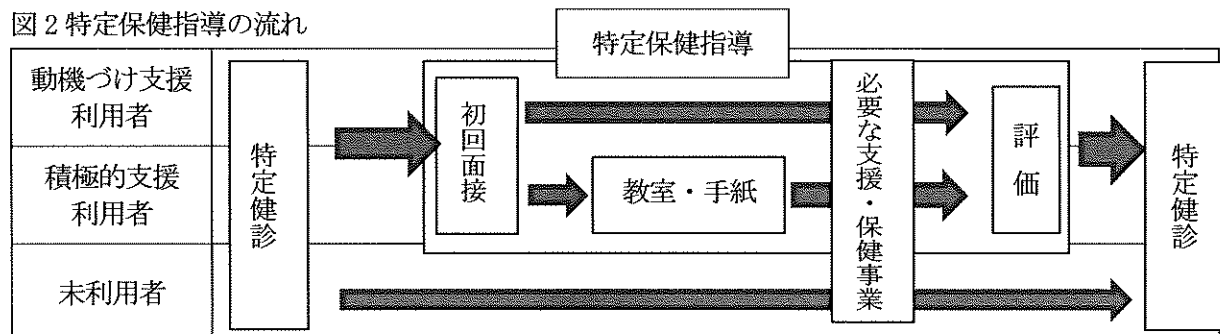 図2特定保健指導の流れ
特定保健指導
動機づけ支援
利用者
積極的支援
利用者
未利用者
特定健診
初回面接
教室・手紙
必要な支援・保健事業
評価
特定健診